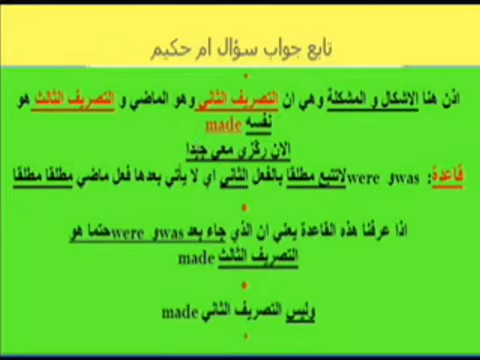 تابع جواب سؤال ام حكيم
اذن هنا الاشكال و المشكلة وهي ان التصريف الثاني وهو الماضي و التصريف الثالث هو
نفسه made
الان ركزي معي جيدا
قاعدة: was و were لاتتبع مطلقا بالفعل الثاني اي لا يأتي بعدها فعل ماضي مطلقا مطلقا
اذا عرفنا هذه القاعدة يعني ان الذي جاء بعد was و were حتما هو
التصريف الثالث made
وليس التصريف الثاني made